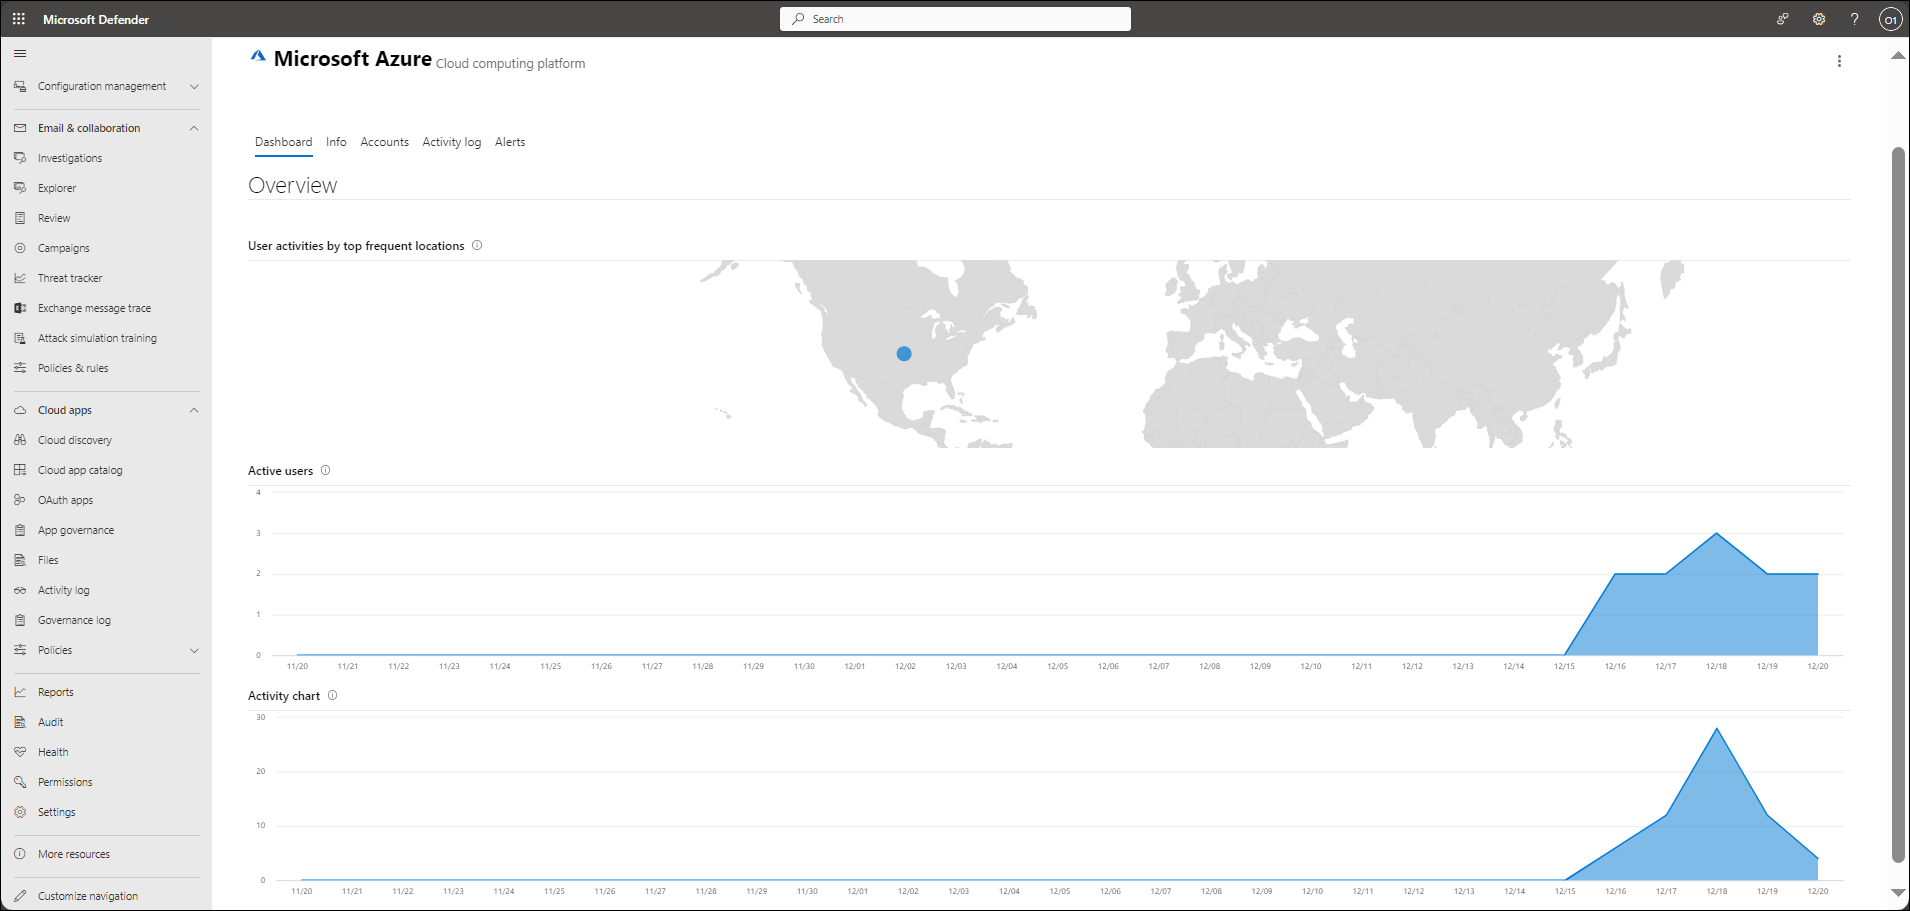 Microsoft Defender
Search
?
O1
Configuration management
Email & collaboration
Investigations
Explorer
Review
Campaigns
Threat tracker
Exchange message trace
Attack simulation training
Policies & rules
Cloud apps
Cloud discovery
Cloud app catalog
OAuth apps
App governance
Files
Activity log
Governance log
Policies
Reports
Audit
Health
Permissions
Settings
More resources
Customize navigation
Microsoft Azure Cloud computing platform
Dashboard Info Accounts Activity log Alerts
Overview
User activities by top frequent locations
Active users
4
3
2
1
0
11/20 11/21 11/22 11/23 11/24 11/25 11/26 11/27 11/28 11/29 11/30 12/01 12/02 12/03 12/04 12/05 12/06 12/07 12/08 12/09 12/10 12/11 12/12 12/13 12/14 12/15 12/16 12/17 12/18 12/19 12/20
Activity chart
30
20
10
0
11/20 11/21 11/22 11/23 11/24 11/25 11/26 11/27 11/28 11/29 11/30 12/01 12/02 12/03 12/04 12/05 12/06 12/07 12/08 12/09 12/10 12/11 12/12 12/13 12/14 12/15 12/16 12/17 12/18 12/19 12/20